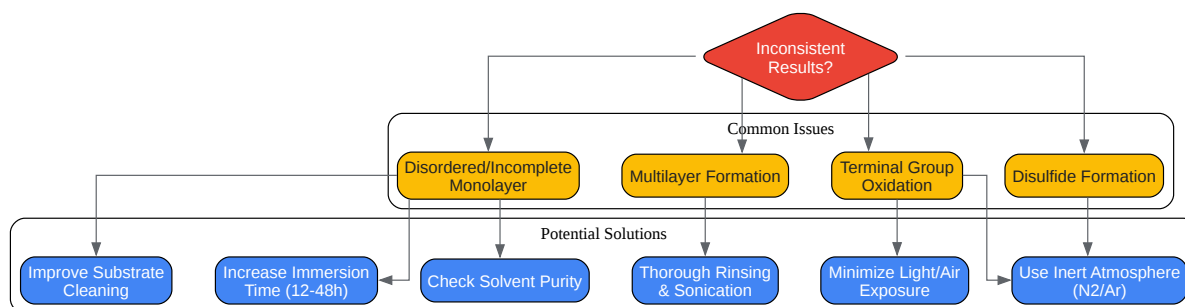 Inconsistent
Results?
Common Issues
Disordered/Incomplete
Monolayer
Multilayer Formation
Terminal Group
Oxidation
Disulfide Formation
Potential Solutions
Improve Substrate
Cleaning
Increase Immersion
Time (12-48h)
Check Solvent Purity
Thorough Rinsing
& Sonication
Minimize Light/Air
Exposure
Use Inert Atmosphere
(N2/Ar)